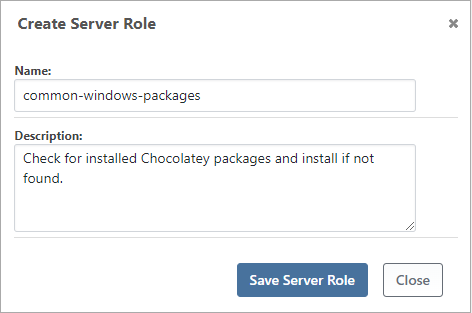 Create Server Role
Name:
common-windows-packages
Description:
Check for installed Chocolatey packages and install if not
found.
Save Server Role
Close